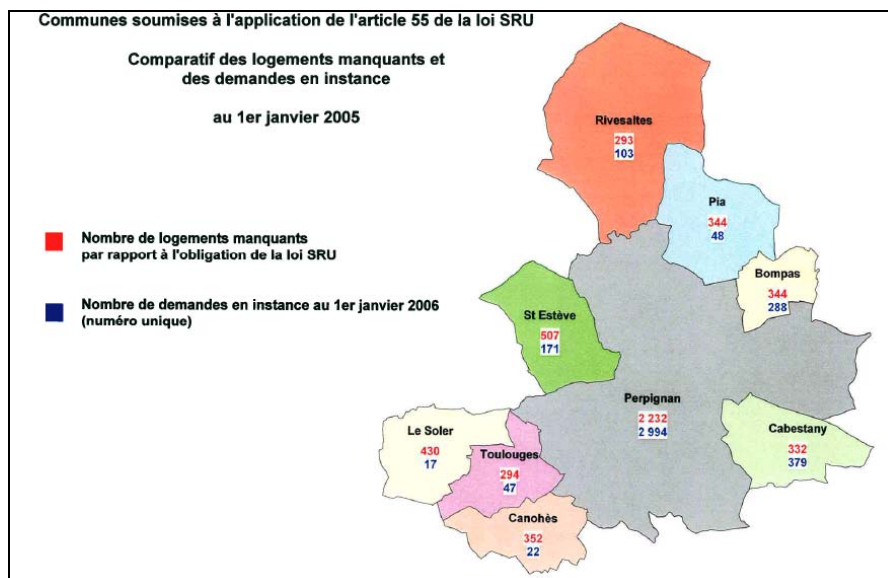 Communes soumises à l'application de l'article 55 de la loi SRU
Comparatif des logements manquants et
des demandes en instance
au 1er janvier 2005
Nombre de logements manquants
par rapport à l'obligation de la loi SRU
Nombre de demandes en instance au 1er janvier 2006
(numéro unique)
Rivesaltes
293
103
Pia
344
48
Bompas
344
288
St Estève
507
171
Perpignan
2 232
2 994
Cabestany
332
379
Le Soler
430
17
Toulouges
294
47
Canohès
352
22